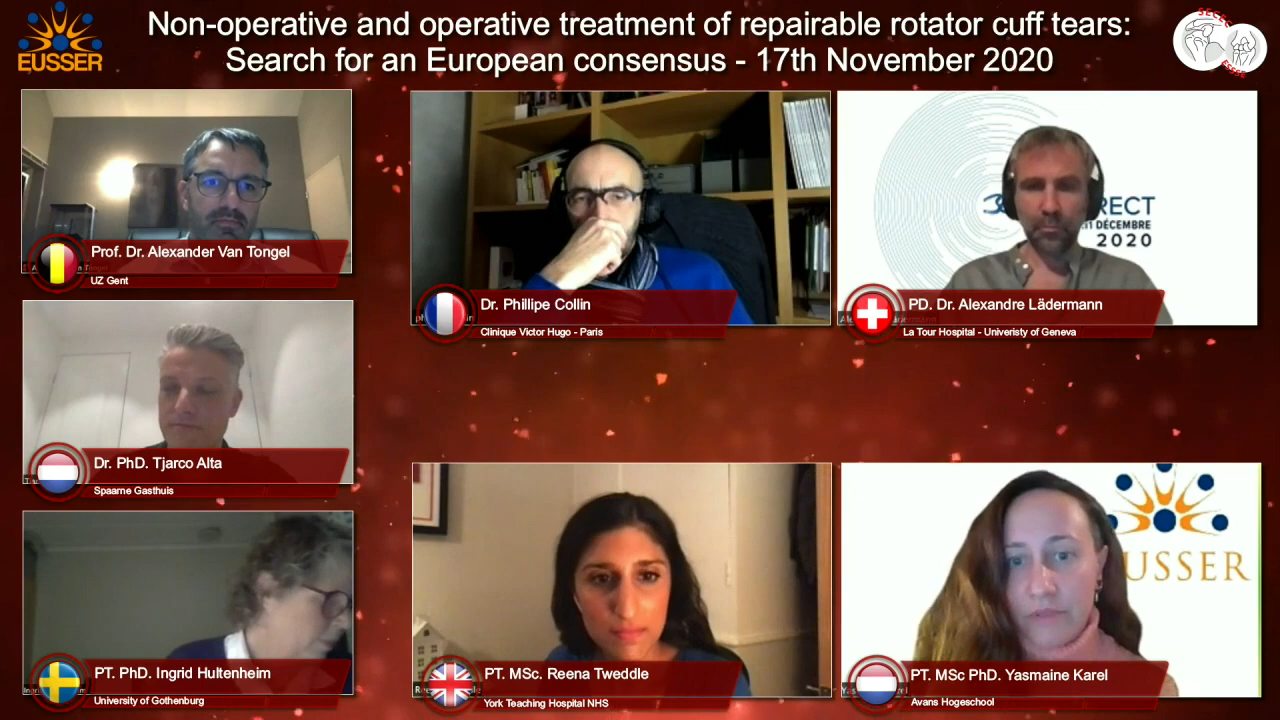 Non-operative and operative treatment of repairable rotator cuff tears:
Search for an European consensus - 17th November 2020
EUSSER
SECEC
ESSSE
Prof. Dr. Alexander Van Tongel
UZ Gent
Dr. Phillipe Collin
Clinique Victor Hugo - Paris
RECT
DÉCEMBRE
2020
PD. Dr. Alexandre Lädermann
La Tour Hospital - Univeristy of Geneva
Dr. PhD. Tjarco Alta
Spaarne Gasthuis
PT. PhD. Ingrid Hultenheim
University of Gothenburg
PT. MSc. Reena Tweddle
York Teaching Hospital NHS
USSER
PT. MSc PhD. Yasmaine Karel
Avans Hogeschool